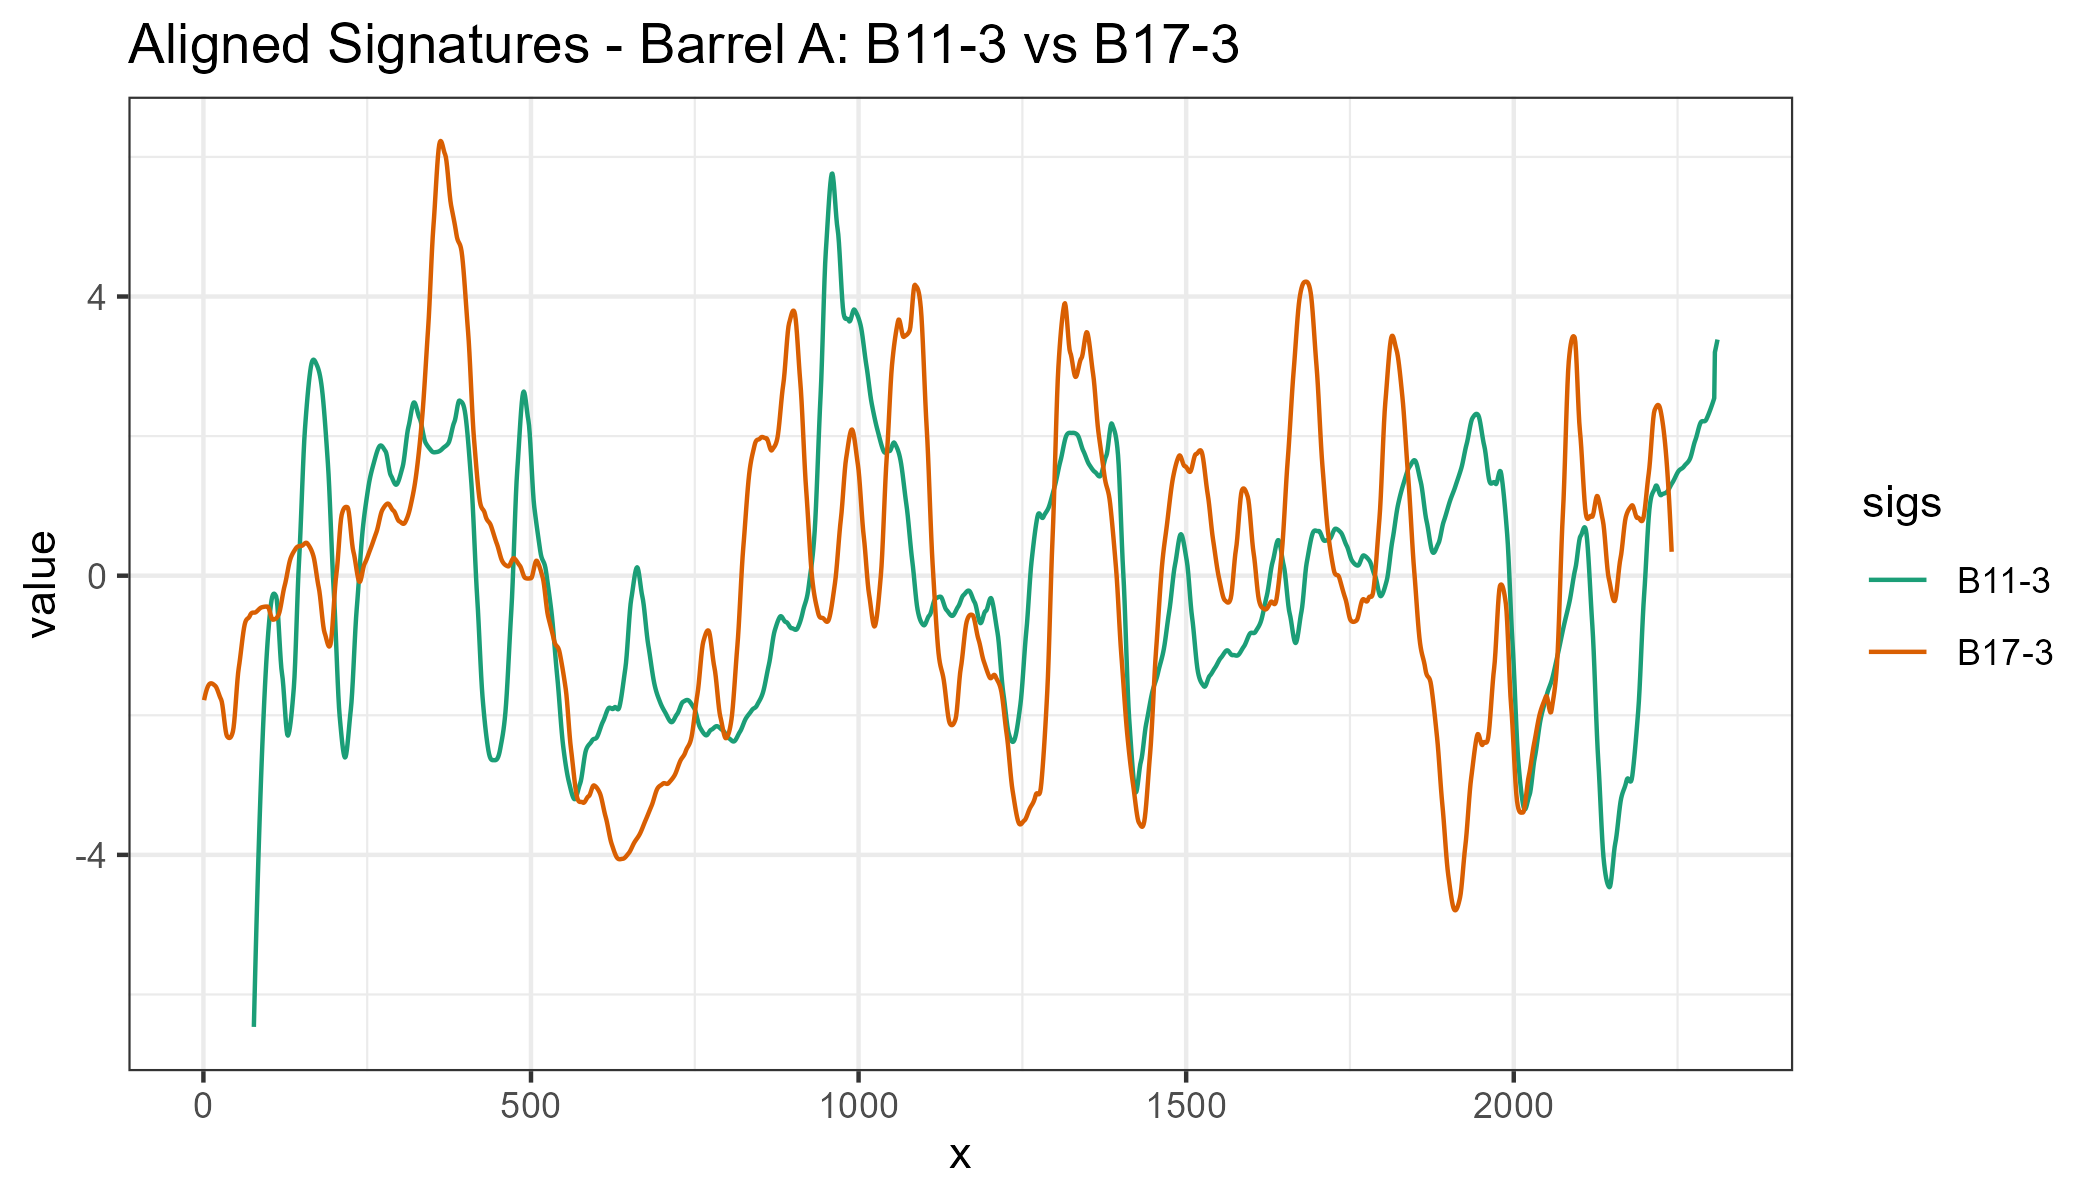 Aligned Signatures - Barrel A: B11-3 vs B17-3
value
4
0
-4
0
500
1000
1500
2000
x
sigs
B11-3
B17-3